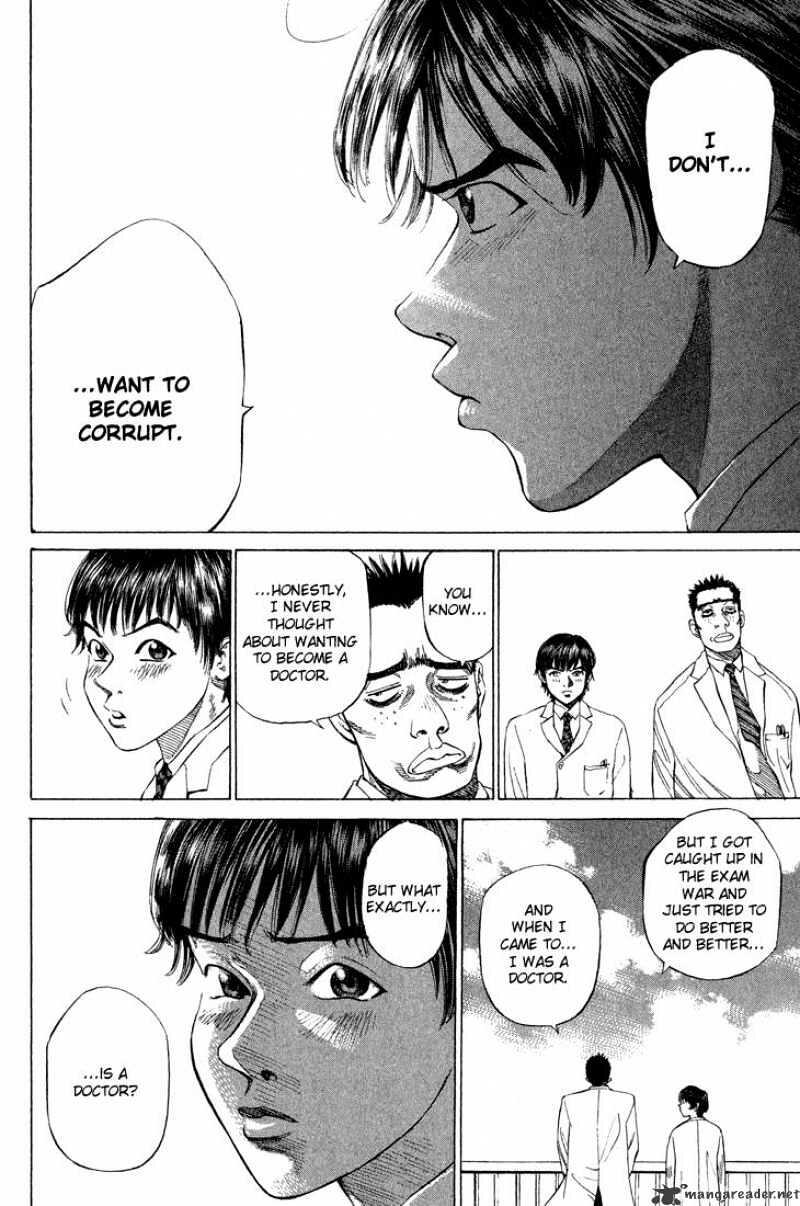 I
DON'T...
...WANT TO
BECOME
CORRUPT.
YOU
KNOW...
...HONESTLY,
I NEVER
THOUGHT
ABOUT WANTING
TO BECOME A
DOCTOR.
BUT I GOT
CAUGHT UP IN
THE EXAM
WAR AND
JUST TRIED TO
DO BETTER
AND BETTER...
AND
WHEN I
CAME TO...
I WAS A
DOCTOR.
BUT WHAT
EXACTLY...
...IS A
DOCTOR?
mangareader.net